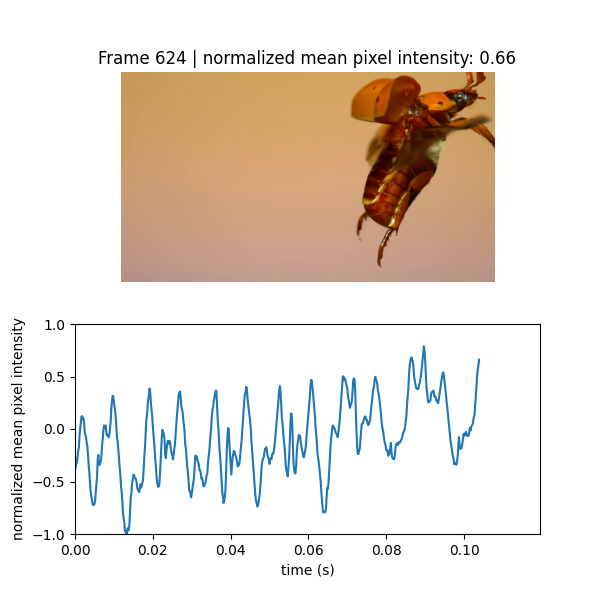 Frame 624 | normalized mean pixel intensity: 0.66
normalized mean pixel intensity
1.0
0.5
0.0
−0.5
−1.0
0.00 0.02 0.04 0.06 0.08 0.10
time (s)